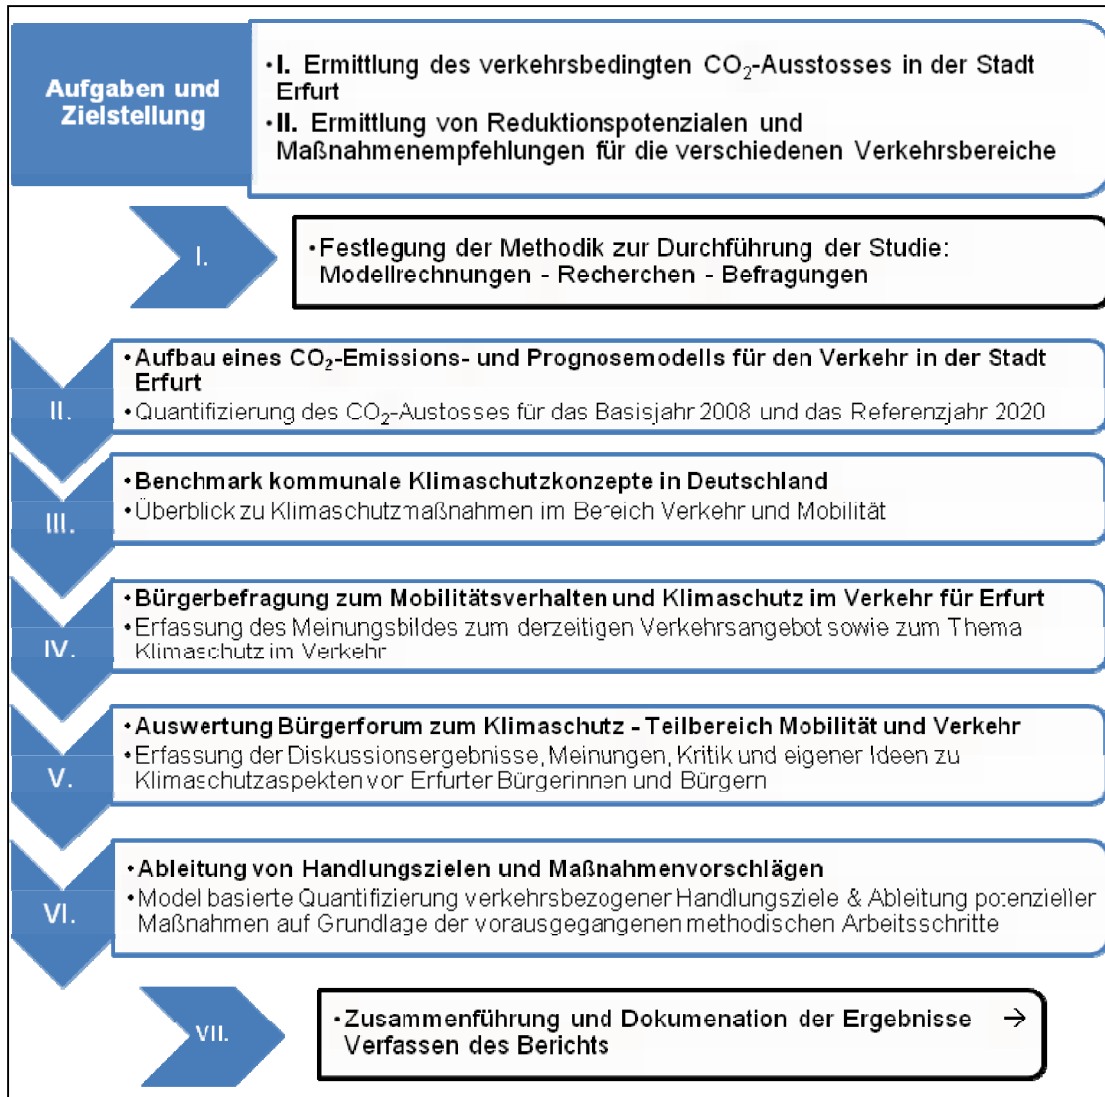 Aufgaben und
Zielstellung
•I. Ermittlung des verkehrsbedingten CO₂-Ausstosses in der Stadt
Erfurt
•II. Ermittlung von Reduktionspotenzialen und
Maßnahmenempfehlungen für die verschiedenen Verkehrsbereiche
I.
•Festlegung der Methodik zur Durchführung der Studie:
Modellrechnungen - Recherchen - Befragungen
II.
•Aufbau eines CO₂-Emissions- und Prognosemodells für den Verkehr in der Stadt
Erfurt
•Quantifizierung des CO₂-Austosses für das Basisjahr 2008 und das Referenzjahr 2020
III.
•Benchmark kommunale Klimaschutzkonzepte in Deutschland
•Überblick zu Klimaschutzmaßnahmen im Bereich Verkehr und Mobilität
IV.
•Bürgerbefragung zum Mobilitätsverhalten und Klimaschutz im Verkehr für Erfurt
•Erfassung des Meinungsbildes zum derzeitigen Verkehrsangebot sowie zum Thema
Klimaschutz im Verkehr
V.
•Auswertung Bürgerforum zum Klimaschutz - Teilbereich Mobilität und Verkehr
•Erfassung der Diskussionsergebnisse, Meinungen, Kritik und eigener Ideen zu
Klimaschutzaspekten von Erfurter Bürgerinnen und Bürgern
VI.
•Ableitung von Handlungszielen und Maßnahmenvorschlägen
•Model basierte Quantifizierung verkehrsbezogener Handlungsziele & Ableitung potenzieller
Maßnahmen auf Grundlage der vorausgegangenen methodischen Arbeitsschritte
VII.
•Zusammenführung und Dokumenation der Ergebnisse →
Verfassen des Berichts